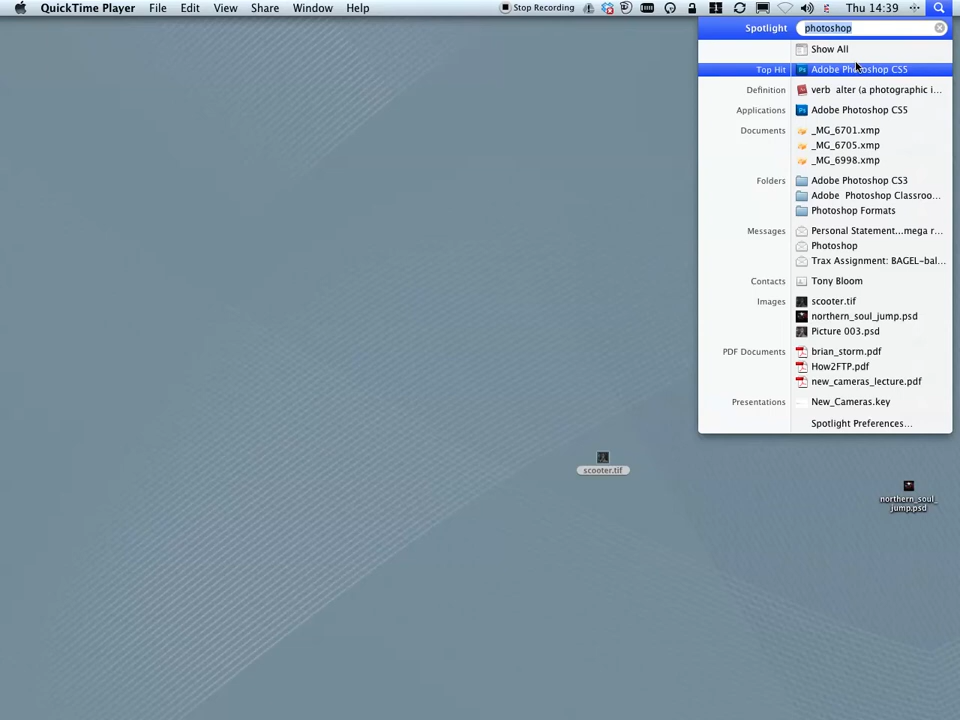 QuickTime Player File Edit View Share Window Help Stop Recording Thu 14:39
Spotlight photoshop
Show All
Top Hit Adobe Photoshop CS5
Definition verb alter (a photographic i...
Applications Adobe Photoshop CS5
Documents _MG_6701.xmp
_MG_6705.xmp
_MG_6998.xmp
Folders Adobe Photoshop CS3
Adobe Photoshop Classroo...
Photoshop Formats
Messages Personal Statement...mega r...
Photoshop
Trax Assignment: BAGEL-bal...
Contacts Tony Bloom
Images scooter.tif
northern_soul_jump.psd
Picture 003.psd
PDF Documents brian_storm.pdf
How2FTP.pdf
new_cameras_lecture.pdf
Presentations New_Cameras.key
Spotlight Preferences...
scooter.tif
northern_soul_
jump.psd